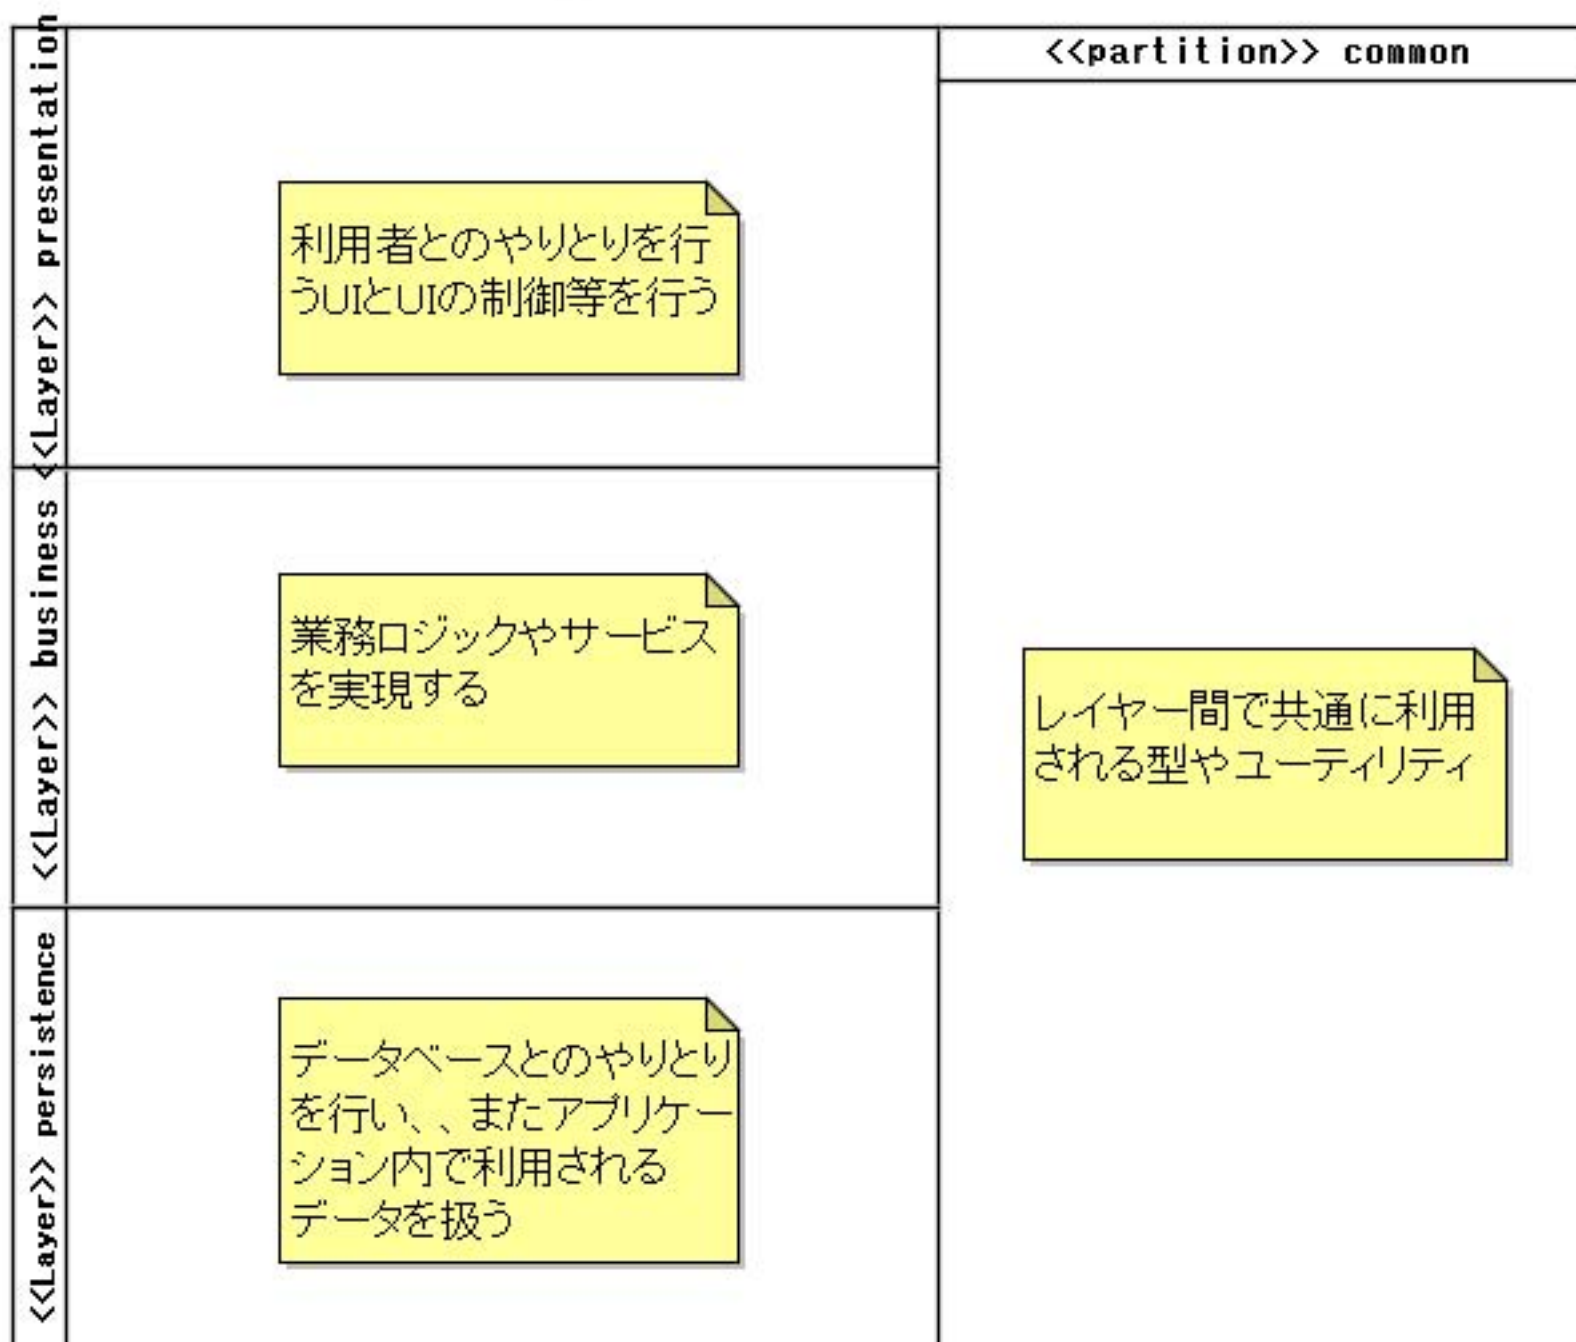 <<Layer>> presentation
利用者とのやりとりを行
うUIとUIの制御等を行う
<<Layer>> business
業務ロジックやサービス
を実現する
<<Layer>> persistence
データベースとのやりとり
を行い、、またアプリケー
ション内で利用される
データを扱う
<<partition>> common
レイヤー間で共通に利用
される型やユーティリティ